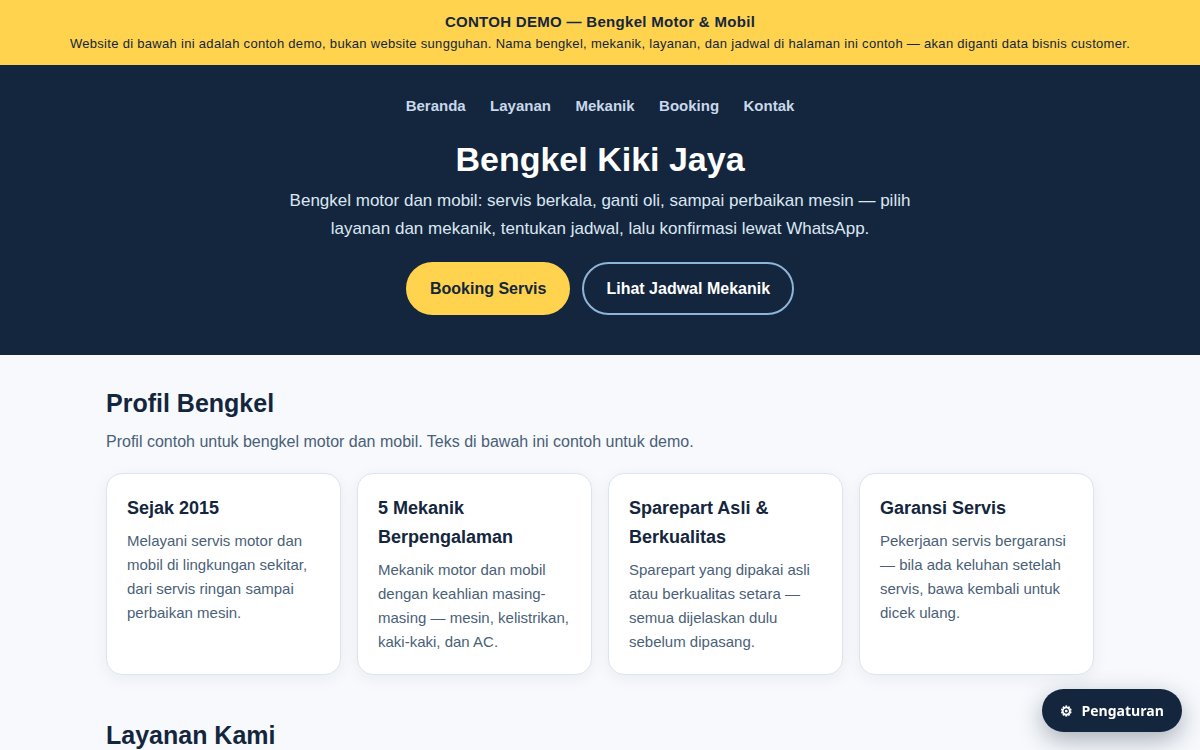 CONTOH DEMO — Bengkel Motor & Mobil
Website di bawah ini adalah contoh demo, bukan website sungguhan. Nama bengkel, mekanik, layanan, dan jadwal di halaman ini contoh — akan diganti data bisnis customer.
Beranda Layanan Mekanik Booking Kontak
Bengkel Kiki Jaya
Bengkel motor dan mobil: servis berkala, ganti oli, sampai perbaikan mesin — pilih
layanan dan mekanik, tentukan jadwal, lalu konfirmasi lewat WhatsApp.
Booking Servis
Lihat Jadwal Mekanik
Profil Bengkel
Profil contoh untuk bengkel motor dan mobil. Teks di bawah ini contoh untuk demo.
Sejak 2015
Melayani servis motor dan
mobil di lingkungan sekitar,
dari servis ringan sampai
perbaikan mesin.
5 Mekanik
Berpengalaman
Mekanik motor dan mobil
dengan keahlian masing-
masing — mesin, kelistrikan,
kaki-kaki, dan AC.
Sparepart Asli &
Berkualitas
Sparepart yang dipakai asli
atau berkualitas setara —
semua dijelaskan dulu
sebelum dipasang.
Garansi Servis
Pekerjaan servis bergaransi
— bila ada keluhan setelah
servis, bawa kembali untuk
dicek ulang.
Layanan Kami
⚙ Pengaturan